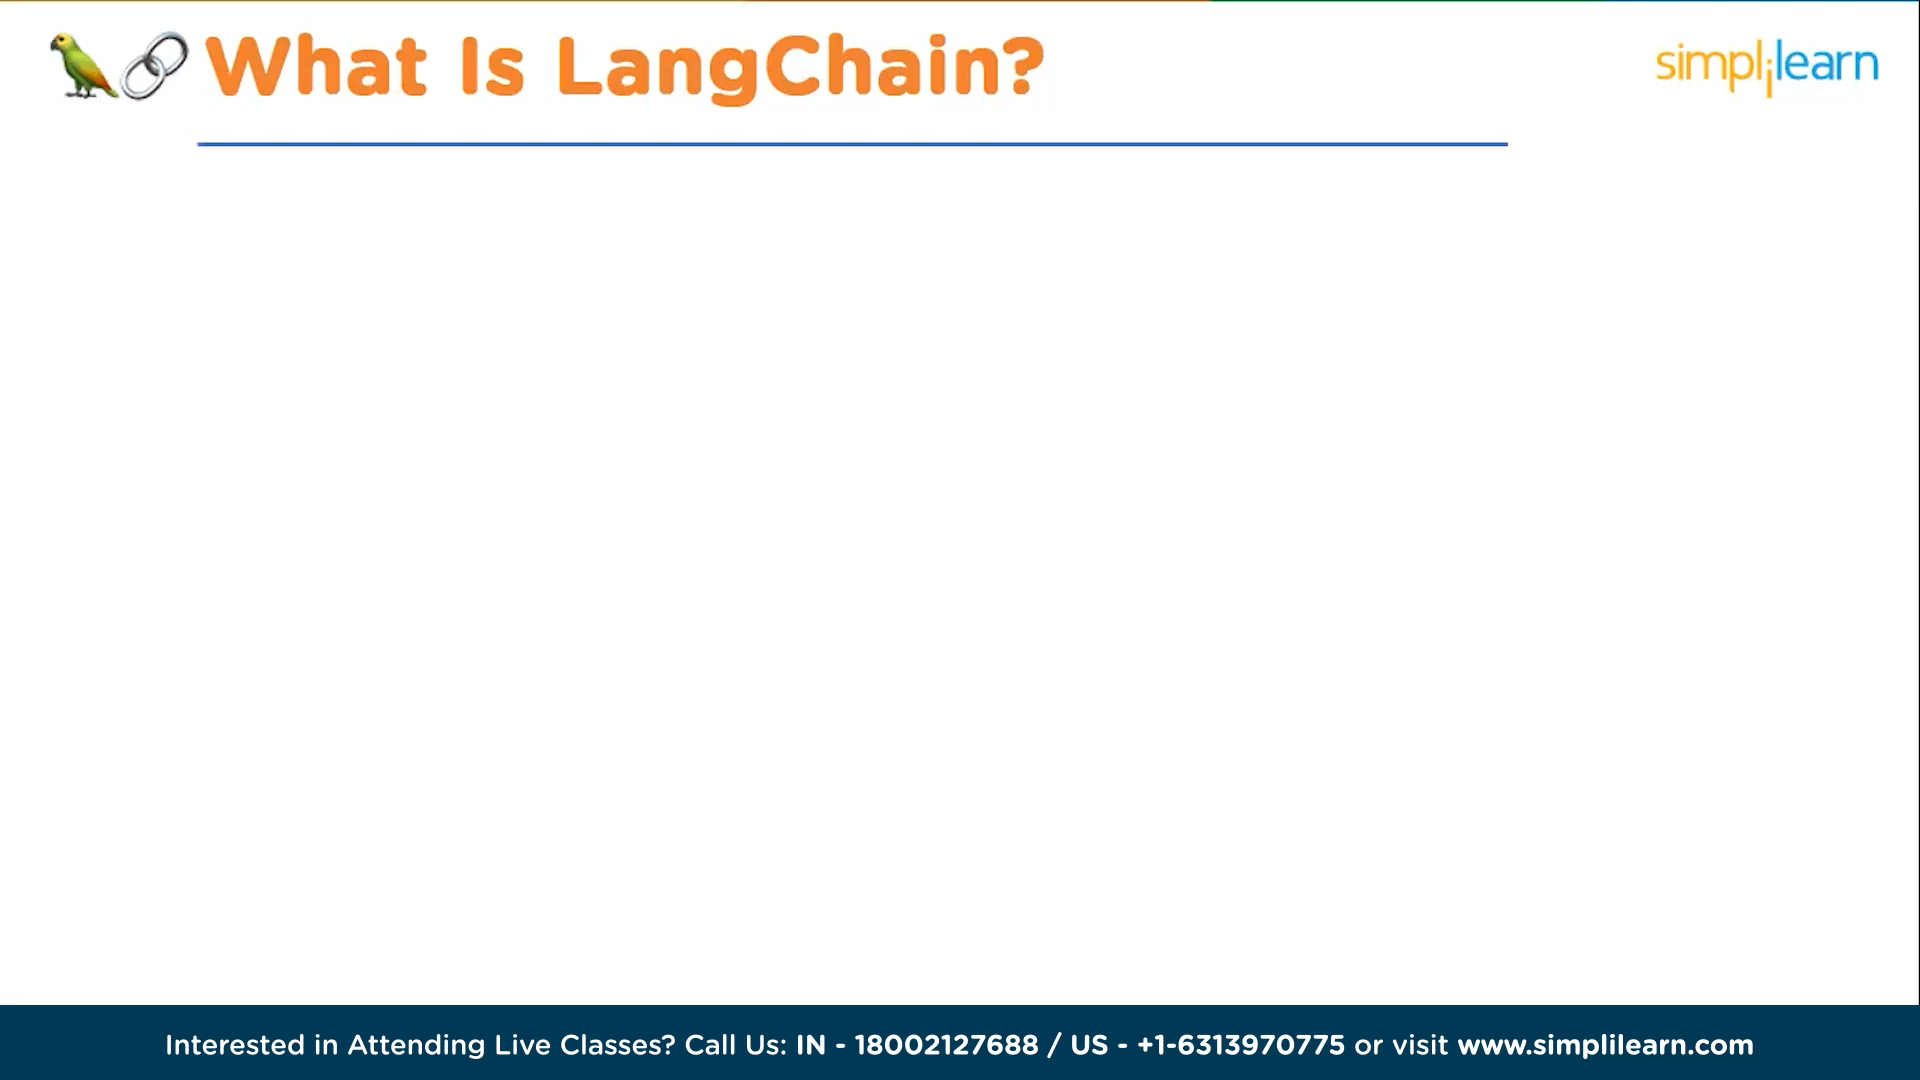 What Is LangChain?
simplilearn
Interested in Attending Live Classes? Call Us: IN - 18002127688 / US - +1-6313970775 or visit www.simplilearn.com